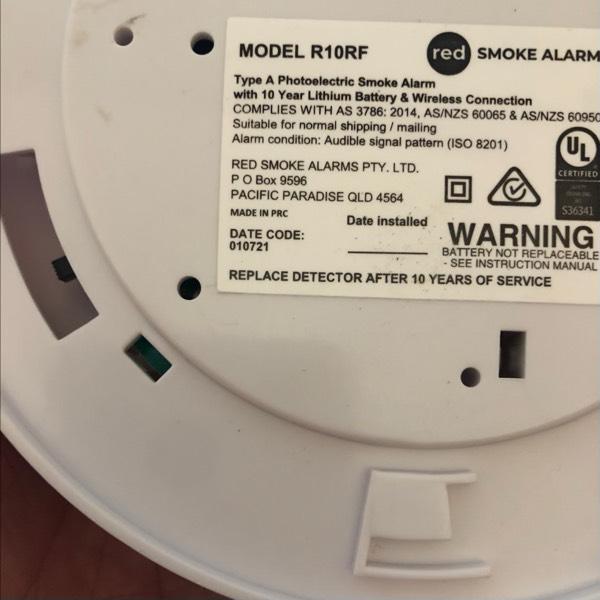 MODEL R10RF
red SMOKE ALARM
Type A Photoelectric Smoke Alarm
with 10 Year Lithium Battery & Wireless Connection
COMPLIES WITH AS 3786: 2014, AS/NZS 60065 & AS/NZS 60950
Suitable for normal shipping / mailing
Alarm condition: Audible signal pattern (ISO 8201)
RED SMOKE ALARMS PTY. LTD.
P O Box 9596
PACIFIC PARADISE QLD 4564
MADE IN PRC
UL
CERTIFIED
S36341
Date installed
DATE CODE:
010721
WARNING
BATTERY NOT REPLACEABLE
- SEE INSTRUCTION MANUAL
REPLACE DETECTOR AFTER 10 YEARS OF SERVICE